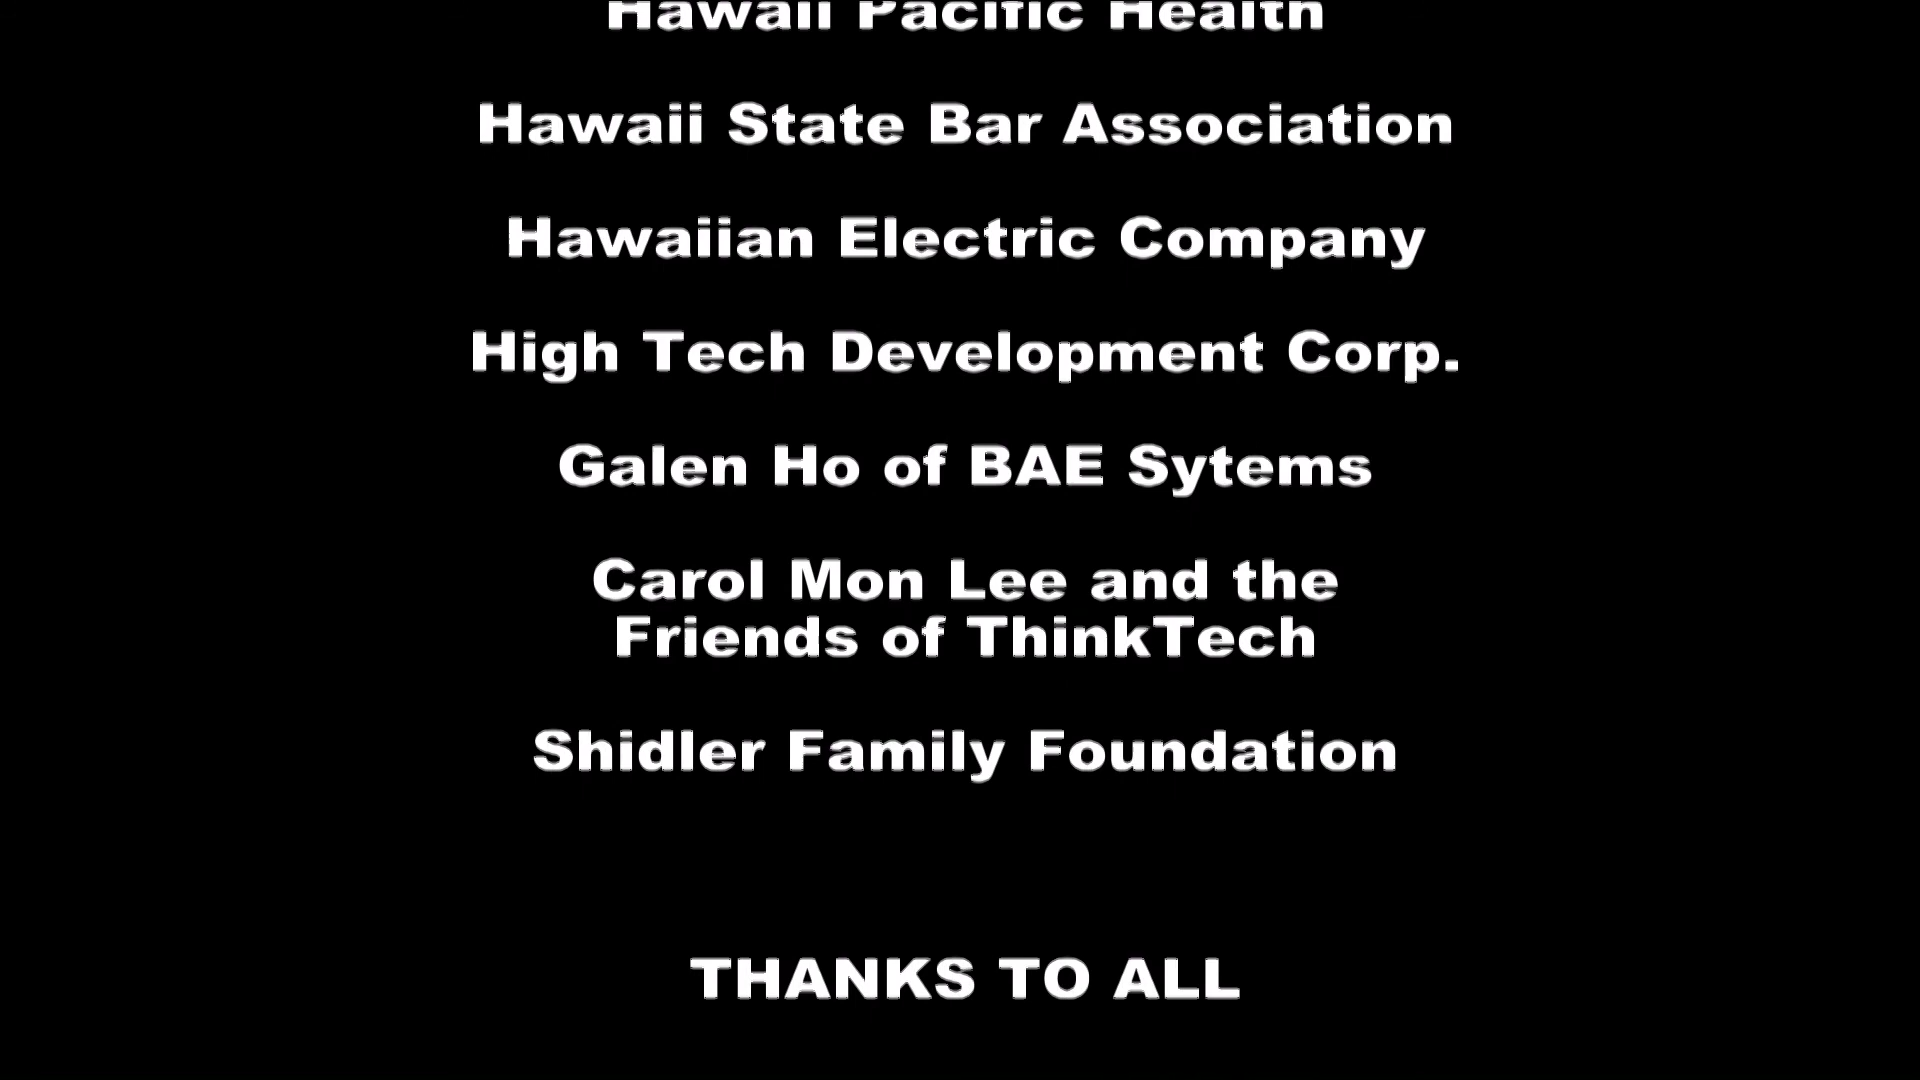 Hawaii Pacific Health
Hawaii State Bar Association
Hawaiian Electric Company
High Tech Development Corp.
Galen Ho of BAE Sytems
Carol Mon Lee and the
Friends of ThinkTech
Shidler Family Foundation
THANKS TO ALL